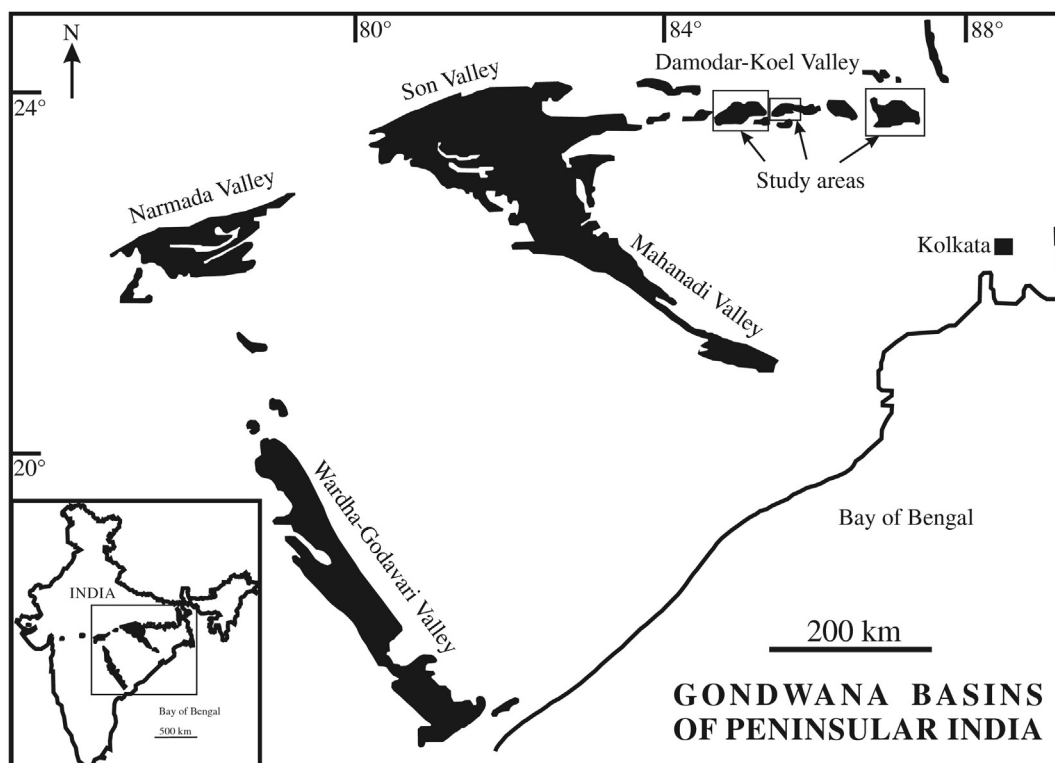 N
80°
84°
88°
24°
20°
Son Valley
Damodar-Koel Valley
Study areas
Narmada Valley
Mahanadi Valley
Kolkata
Wardha-Godavari Valley
Bay of Bengal
INDIA
Bay of Bengal
500 km
200 km
GONDWANA BASINS
OF PENINSULAR INDIA